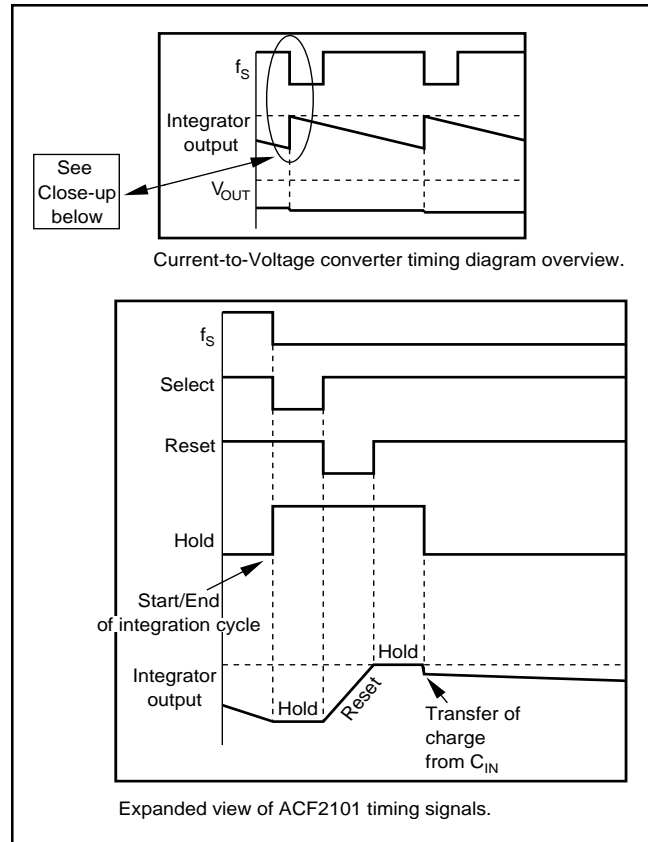 f_S
Integrator
output
See
Close-up
below
V_OUT
Current-to-Voltage converter timing diagram overview.
f_S
Select
Reset
Hold
Start/End
of integration cycle
Integrator
output
Hold
Reset
Hold
Transfer of
charge
from C_IN
Expanded view of ACF2101 timing signals.